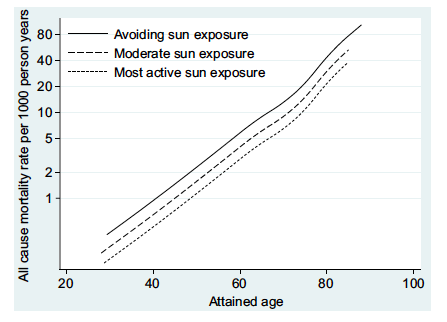 All cause mortality rate per 1000 person years
80
40
20
10
5
2
1
Avoiding sun exposure
Moderate sun exposure
Most active sun exposure
20 40 60 80 100
Attained age